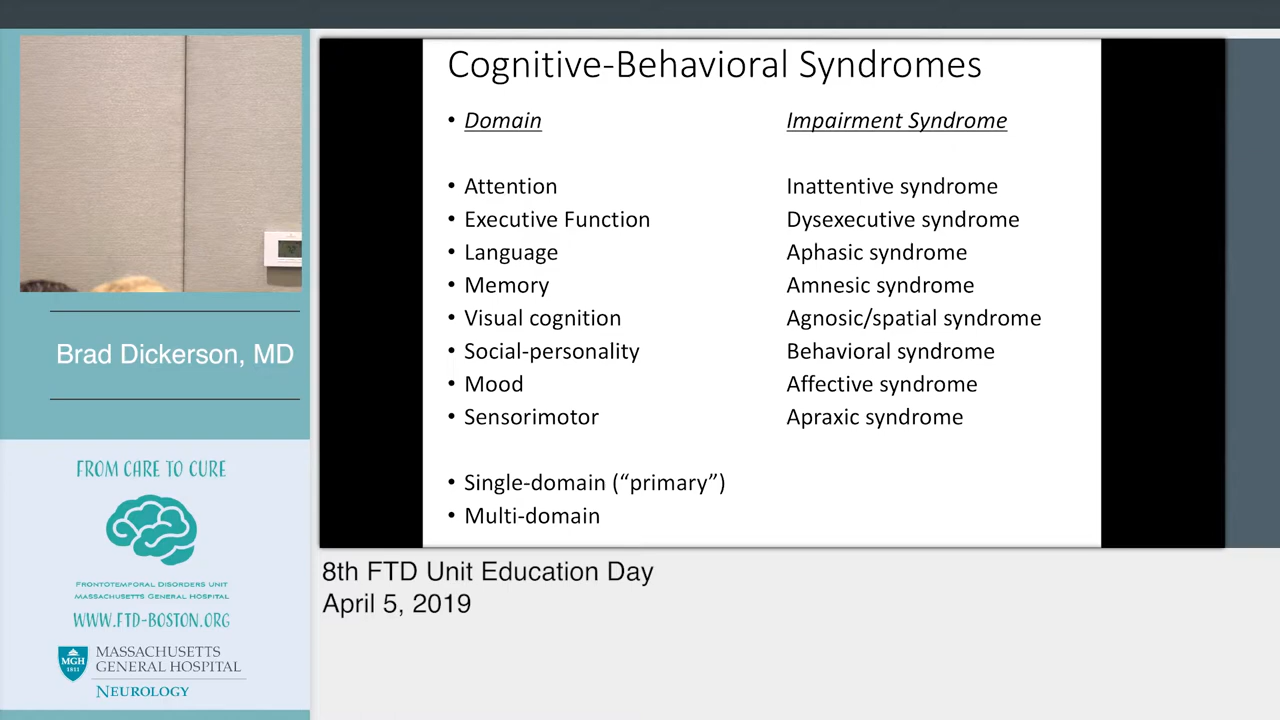 Cognitive-Behavioral Syndromes
• Domain Impairment Syndrome
• Attention Inattentive syndrome
• Executive Function Dysexecutive syndrome
• Language Aphasic syndrome
• Memory Amnesic syndrome
• Visual cognition Agnosic/spatial syndrome
• Social-personality Behavioral syndrome
• Mood Affective syndrome
• Sensorimotor Apraxic syndrome
• Single-domain (“primary”)
• Multi-domain
Brad Dickerson, MD
FROM CARE TO CURE
FRONTOTEMPORAL DISORDERS UNIT
MASSACHUSETTS GENERAL HOSPITAL
WWW.FTD-BOSTON.ORG
MGH
1811
MASSACHUSETTS
GENERAL HOSPITAL
NEUROLOGY
8th FTD Unit Education Day
April 5, 2019